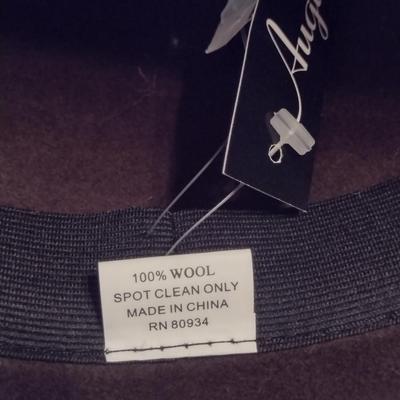 100% WOOL
SPOT CLEAN ONLY
MADE IN CHINA
RN 80934